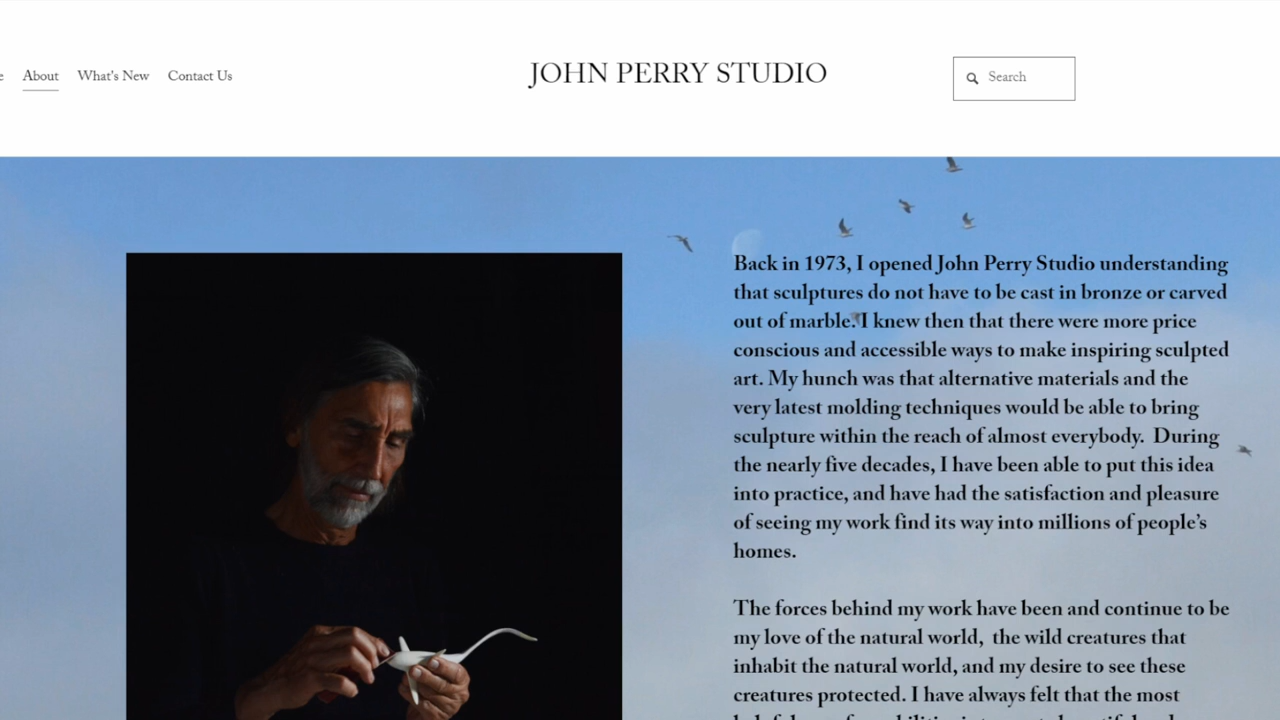 About What's New Contact Us
JOHN PERRY STUDIO
Search
Back in 1973, I opened John Perry Studio understanding
that sculptures do not have to be cast in bronze or carved
out of marble. I knew then that there were more price
conscious and accessible ways to make inspiring sculpted
art. My hunch was that alternative materials and the
very latest molding techniques would be able to bring
sculpture within the reach of almost everybody.  During
the nearly five decades, I have been able to put this idea
into practice, and have had the satisfaction and pleasure
of seeing my work find its way into millions of people’s
homes.
The forces behind my work have been and continue to be
my love of the natural world,  the wild creatures that
inhabit the natural world, and my desire to see these
creatures protected. I have always felt that the most